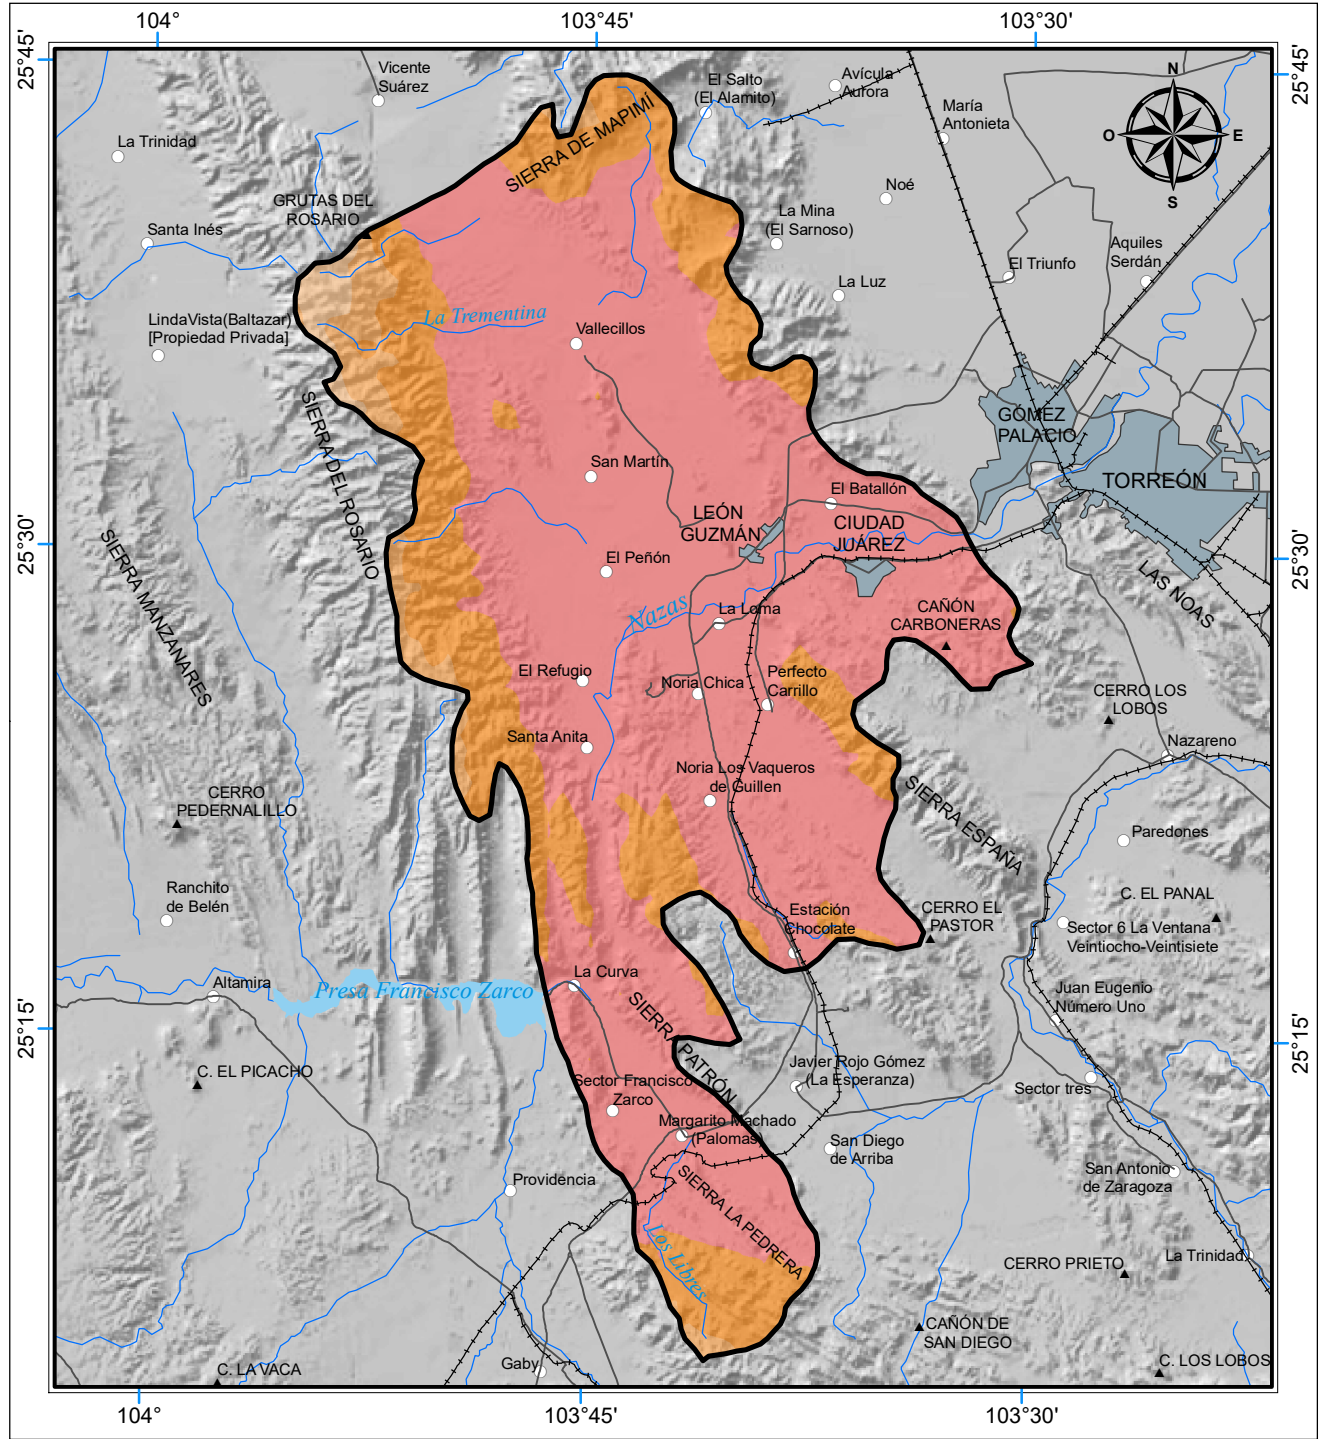 104°
103°45'
103°30'
25°45'
25°45'
Vicente
Suárez
El Salto
(El Alamito)
Avícula
Aurora
María
Antonieta
N
O
E
S
La Trinidad
SIERRA DE MAPIMÍ
GRUTAS DEL
ROSARIO
Noé
La Mina
(El Sarnoso)
Santa Inés
Aquiles
Serdán
El Triunfo
La Luz
LindaVista(Baltazar)
[Propiedad Privada]
La Trementina
Vallecillos
SIERRA DEL ROSARIO
GÓMEZ
PALACIO
TORREÓN
San Martín
El Batallón
LEÓN
GUZMÁN
CIUDAD
JUÁREZ
25°30'
25°30'
SIERRA MANZANARES
El Peñón
LAS NOAS
Nazas
La Loma
CAÑÓN
CARBONERAS
El Refugio
Noria Chica
Perfecto
Carrillo
CERRO LOS
LOBOS
Santa Anita
Nazareno
Noria Los Vaqueros
de Guillen
CERRO
PEDERNALILLO
SIERRA ESPAÑA
Paredones
Ranchito
de Belén
C. EL PANAL
Estación
Chocolate
CERRO EL
PASTOR
Sector 6 La Ventana
Veintiocho-Veintisiete
Altamira
Presa Francisco Zarco
La Curva
Juan Eugenio
Número Uno
25°15'
25°15'
SIERRA PATRÓN
C. EL PICACHO
Sector Francisco
Zarco
Javier Rojo Gómez
(La Esperanza)
Sector tres
Margarito Machado
(Palomas)
San Diego
de Arriba
San Antonio
de Zaragoza
Providencia
SIERRA LA PEDRERA
Los Libres
CERRO PRIETO
La Trinidad
CAÑÓN DE
SAN DIEGO
C. LA VACA
Gaby
C. LOS LOBOS
104°
103°45'
103°30'